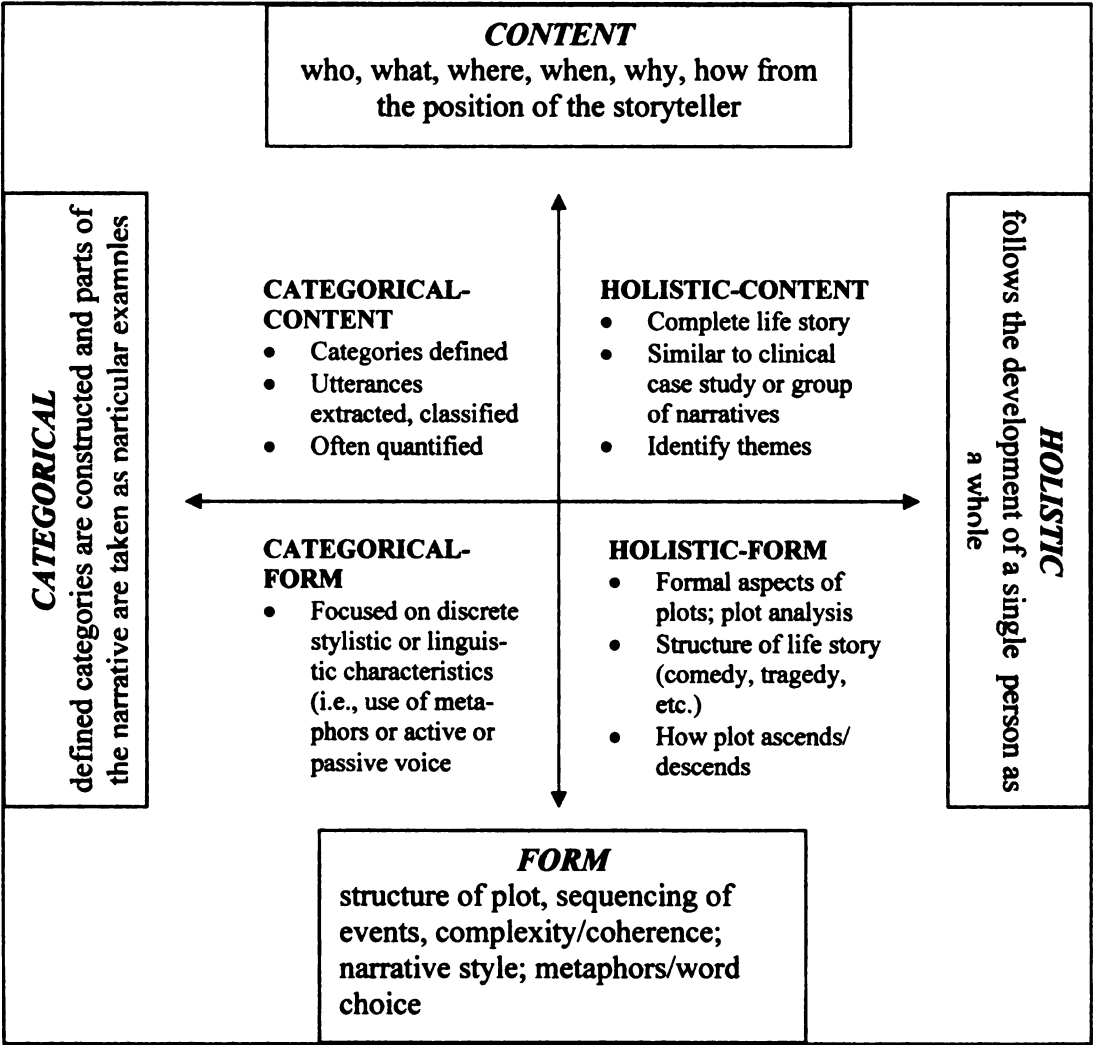 CONTENT
who, what, where, when, why, how from
the position of the storyteller
CATEGORICAL
defined categories are constructed and parts of
the narrative are taken as particular examples
CATEGORICAL-
CONTENT
• Categories defined
• Utterances
extracted, classified
• Often quantified
HOLISTIC-CONTENT
• Complete life story
• Similar to clinical
case study or group
of narratives
• Identify themes
HOLISTIC
follows the development of a single person as
a whole
CATEGORICAL-
FORM
• Focused on discrete
stylistic or linguis-
tic characteristics
(i.e., use of meta-
phors or active or
passive voice
HOLISTIC-FORM
• Formal aspects of
plots; plot analysis
• Structure of life story
(comedy, tragedy,
etc.)
• How plot ascends/
descends
FORM
structure of plot, sequencing of
events, complexity/coherence;
narrative style; metaphors/word
choice